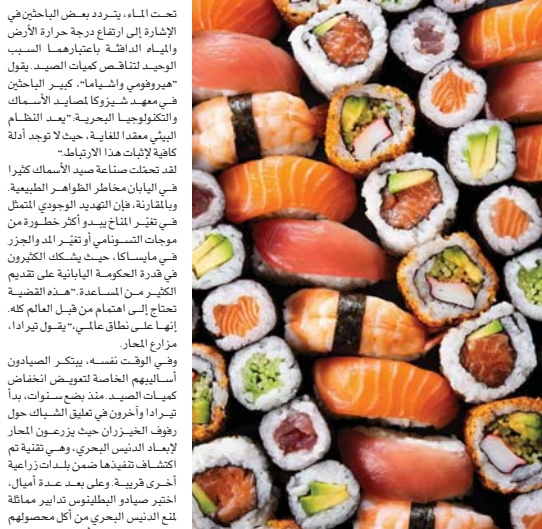 تحت الماء، يتردد بعض الباحثين في
الإشارة إلى ارتفاع درجة حرارة الأرض
والمياه الدافئة باعتبارهما السبب
الوحيد لتناقص كميات الصيد. يقول
"هيروفومي واشياما"، كبير الباحثين
في معهد شيزوكا لمصايد الأسماك
والتكنولوجيا البحرية: "يعد النظام
البيئي معقدا للغاية، حيث لا توجد أدلة
كافية لإثبات هذا الارتباط."
لقد تحملت صناعة صيد الأسماك كثيرا
في اليابان مخاطر الظواهر الطبيعية.
وبالمقارنة، فإن التهديد الوجودي المتمثل
في تغيّر المناخ يبدو أكثر خطورة من
موجات التسونامي أو تغيّر المد والجزر
في مايساكا، حيث يشكك الكثيرون
في قدرة الحكومة اليابانية على تقديم
الكثير من المساعدة. "هذه القضية
تحتاج إلى اهتمام من قبل العالم كله.
إنها على نطاق عالمي،" يقول تيرادا،
مزارع المحار.
وفي الوقت نفسه، يبتكر الصيادون
أساليبهم الخاصة لتعويض انخفاض
كميات الصيد. منذ بضع سنوات، بدأ
تيرادا وآخرون في تعليق الشباك حول
رفوف الخيزران حيث يزرعون المحار
لإبعاد الدنيس البحري، وهي تقنية تم
اكتشاف تنفيذها ضمن بلدات زراعية
أخرى قريبة. وعلى بعد عدة أميال،
اختبر صيادو البطلينوس تدابير مماثلة
لمنع الدنيس البحري من أكل محصولهم